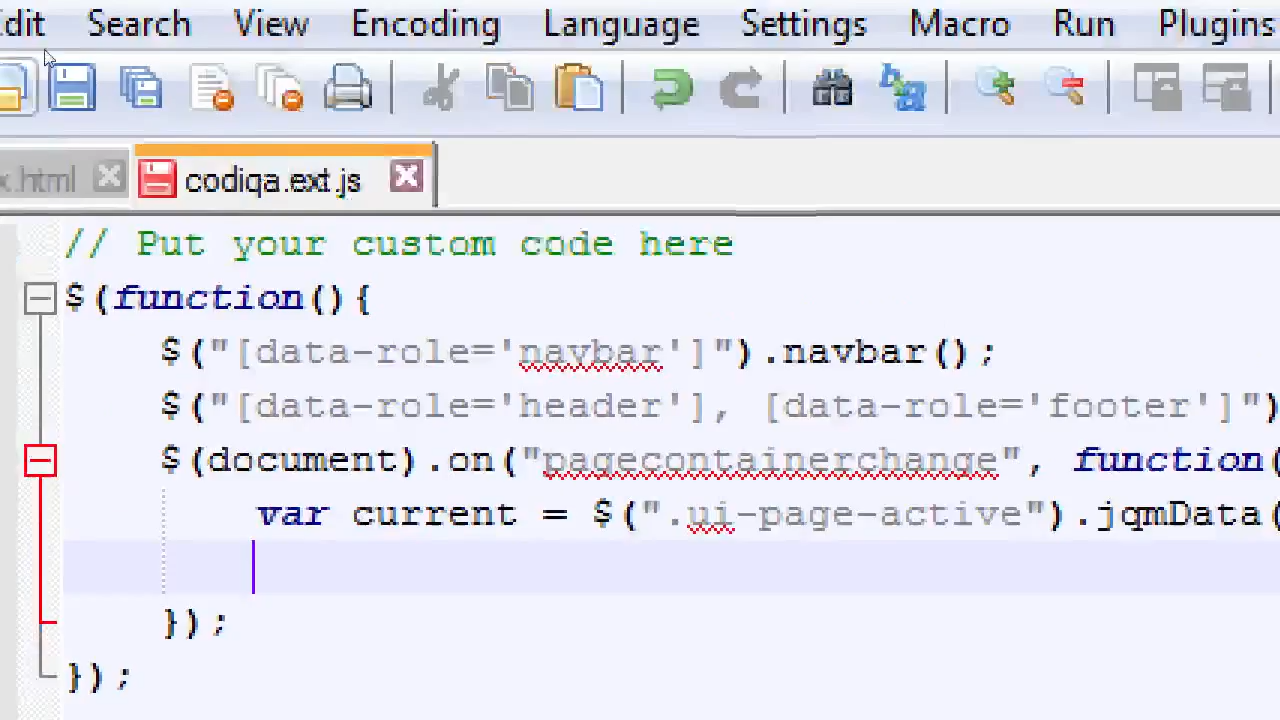 Edit Search View Encoding Language Settings Macro Run Plugins
x.html codiqa.ext.js
// Put your custom code here
$(function(){
$("[data-role='navbar']").navbar();
$("[data-role='header'], [data-role='footer']")
$(document).on("pagecontainerchange", function(
var current = $(".ui-page-active").jqmData(
});
});